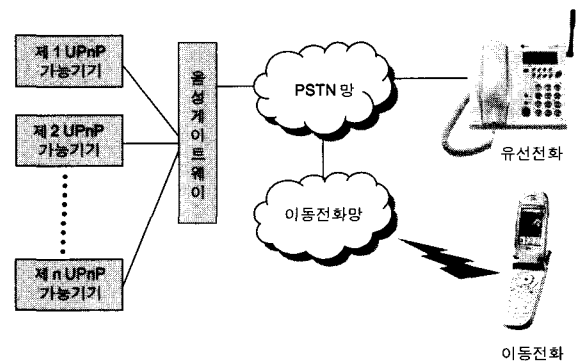 제 1 UPnP
가능기기
제 2 UPnP
가능기기
제 n UPnP
가능기기
음성게이트웨이
PSTN 망
이동전화망
유선전화
이동전화